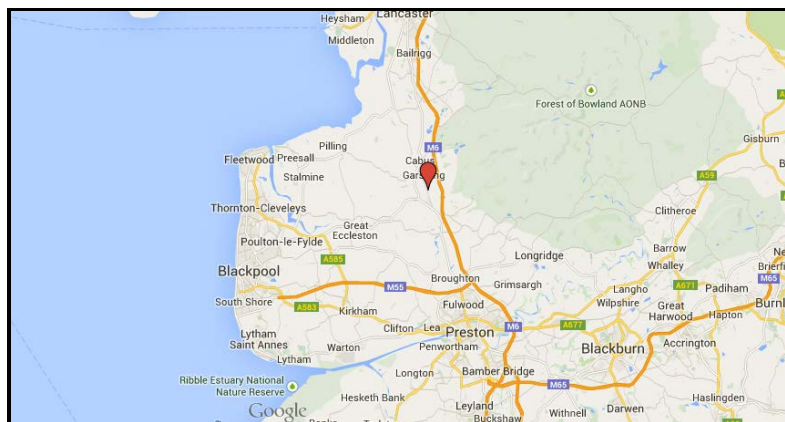 Heysham
Lancaster
Middleton
Bailrigg
Forest of Bowland AONB
Gisburn
Pilling
M6
Cabus
Garstang
Fleetwood
Preesall
Stalmine
A59
Thornton-Cleveleys
Clitheroe
Great
Eccleston
Poulton-le-Fylde
Longridge
Barrow
Whalley
A585
Blackpool
Broughton
Grimsargh
M55
Langho
A671
Padiham
M65
Brierfi
South Shore
A583
Kirkham
Fulwood
Wilpshire
Great
Harwood
Hapton
Burnl
Clifton
Lea
Preston
M6
A677
Lytham
Saint Annes
Warton
Penwortham
Blackburn
Accrington
Lytham
Bamber Bridge
Ribble Estuary National
Nature Reserve
Longton
M65
Hesketh Bank
Leyland
Haslingden
Google
Buckshaw
Withnell
Darwen